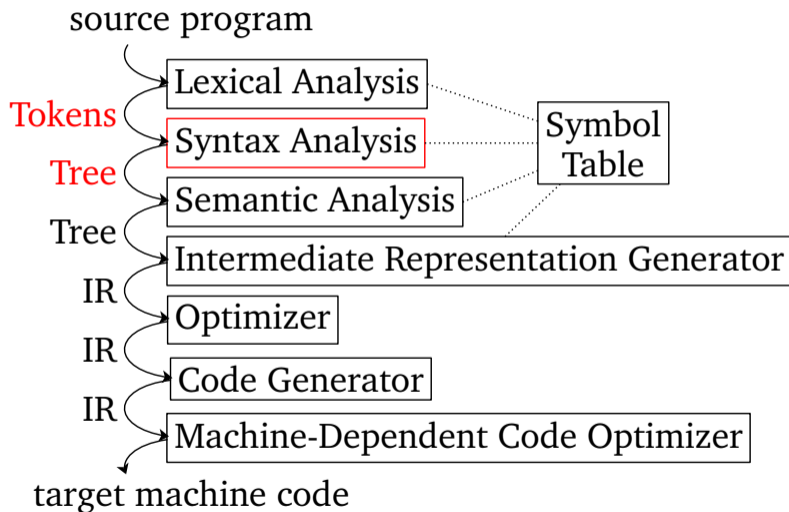 source program
Lexical Analysis
Tokens
Symbol
Table
Syntax Analysis
Tree
Semantic Analysis
Tree
Intermediate Representation Generator
IR
Optimizer
IR
Code Generator
IR
Machine-Dependent Code Optimizer
target machine code